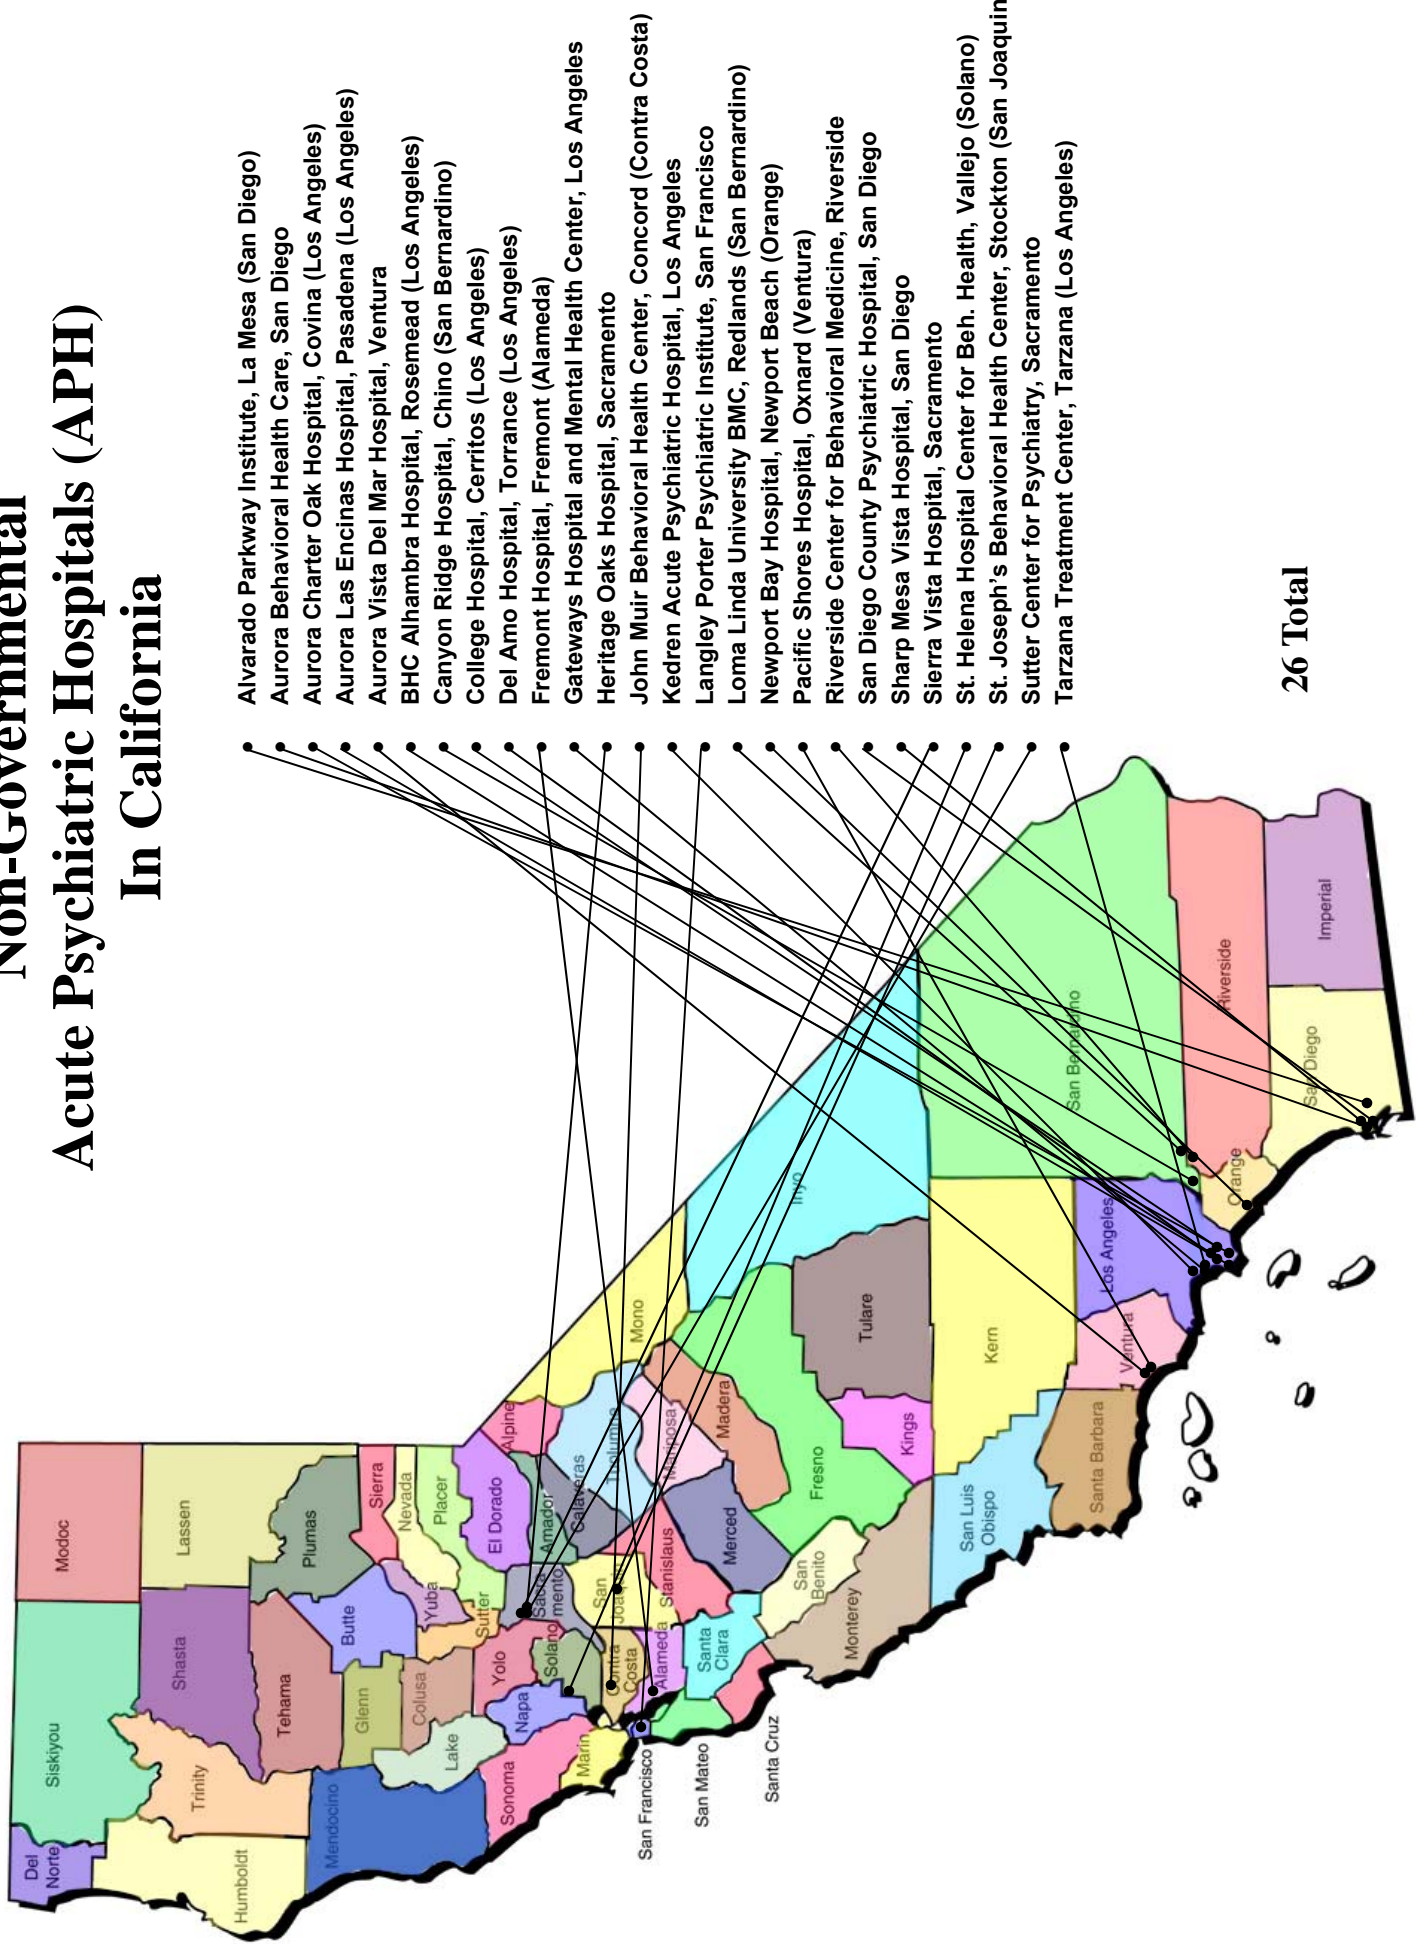 Non-Governmental
Acute Psychiatric Hospitals (APH)
In California
Alvarado Parkway Institute, La Mesa (San Diego)
Aurora Behavioral Health Care, San Diego
Aurora Charter Oak Hospital, Covina (Los Angeles)
Aurora Las Encinas Hospital, Pasadena (Los Angeles)
Aurora Vista Del Mar Hospital, Ventura
BHC Alhambra Hospital, Rosemead (Los Angeles)
Canyon Ridge Hospital, Chino (San Bernardino)
College Hospital, Cerritos (Los Angeles)
Del Amo Hospital, Torrance (Los Angeles)
Fremont Hospital, Fremont (Alameda)
Gateways Hospital and Mental Health Center, Los Angeles
Heritage Oaks Hospital, Sacramento
John Muir Behavioral Health Center, Concord (Contra Costa)
Kedren Acute Psychiatric Hospital, Los Angeles
Langley Porter Psychiatric Institute, San Francisco
Loma Linda University BMC, Redlands (San Bernardino)
Newport Bay Hospital, Newport Beach (Orange)
Pacific Shores Hospital, Oxnard (Ventura)
Riverside Center for Behavioral Medicine, Riverside
San Diego County Psychiatric Hospital, San Diego
Sharp Mesa Vista Hospital, San Diego
Sierra Vista Hospital, Sacramento
St. Helena Hospital Center for Beh. Health, Vallejo (Solano)
St. Joseph's Behavioral Health Center, Stockton (San Joaquin
Sutter Center for Psychiatry, Sacramento
Tarzana Treatment Center, Tarzana (Los Angeles)
26 Total
Del
Norte
Siskiyou
Modoc
Humboldt
Trinity
Shasta
Lassen
Mendocino
Tehama
Plumas
Glenn
Butte
Sierra
Lake
Colusa
Yuba
Nevada
Sutter
Placer
Sonoma
Napa
Yolo
El Dorado
Alpine
Marin
Solano
Sacra
mento
Amador
Calaveras
San Francisco
Contra
Costa
San
Joaquin
Tuolumne
Mono
Alameda
Stanislaus
Mariposa
San Mateo
Santa
Clara
Merced
Madera
Santa Cruz
San
Benito
Fresno
Inyo
Monterey
Kings
Tulare
San Luis
Obispo
Kern
San Bernardino
Santa Barbara
Ventura
Los Angeles
Orange
Riverside
San Diego
Imperial